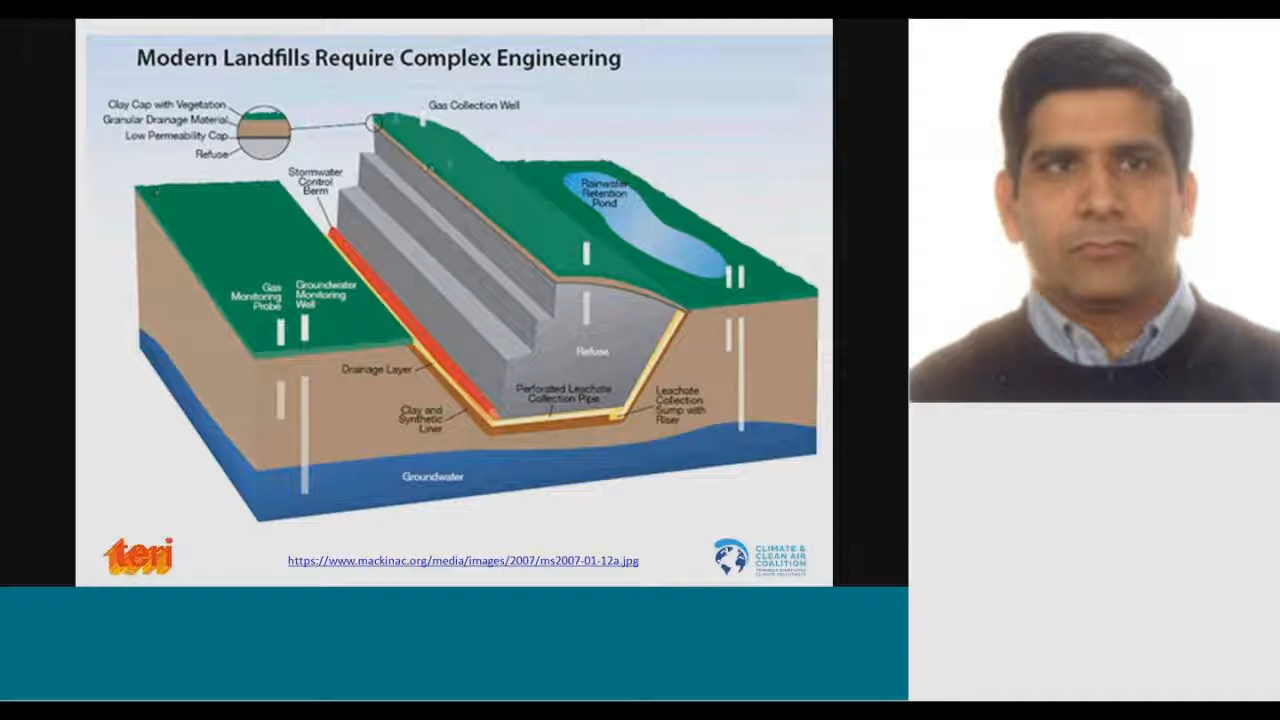 Modern Landfills Require Complex Engineering
Clay Cap with Vegetation
Granular Drainage Material
Low Permeability Cap
Refuse
Gas Collection Well
Stormwater
Control
Berm
Rainwater
Retention
Pond
Gas
Monitoring
Probe
Groundwater
Monitoring
Well
Drainage Layer
Clay and
Synthetic
Liner
Refuse
Perforated Leachate
Collection Pipe
Leachate
Collection
Sump with
Riser
Groundwater
teri
https://www.mackinac.org/media/images/2007/ms2007-01-12a.jpg
CLIMATE &
CLEAN AIR
COALITION